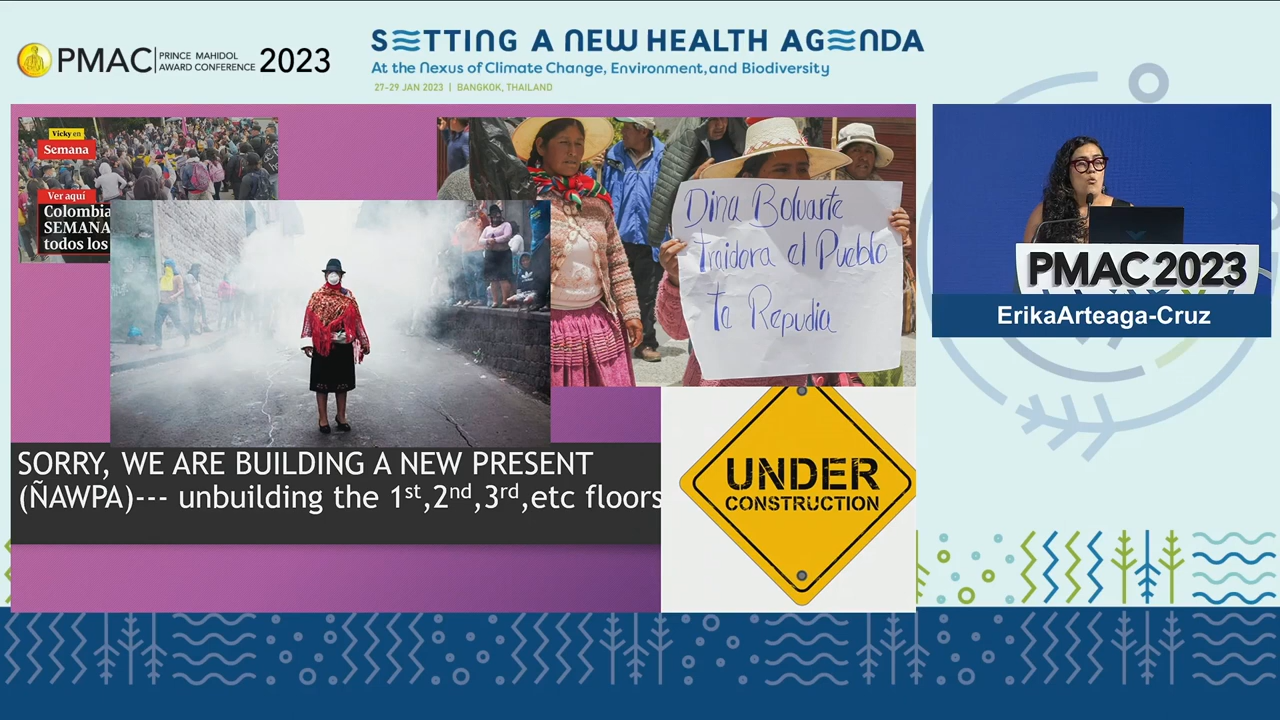 PMAC
PRINCE MAHIDOL
AWARD CONFERENCE
2023
SETTING A NEW HEALTH AGENDA
At the Nexus of Climate Change, Environment, and Biodiversity
27-29 JAN 2023 | BANGKOK, THAILAND
Vicky en
Semana
Ver aquí
Colombia
SEMANA
todos los
Dina Boluarte
traidora el Pueblo
te Repudia
SORRY, WE ARE BUILDING A NEW PRESENT
(ÑAWPA)--- unbuilding the 1st,2nd,3rd,etc floors
UNDER
CONSTRUCTION
PMAC 2023
ErikaArteaga-Cruz